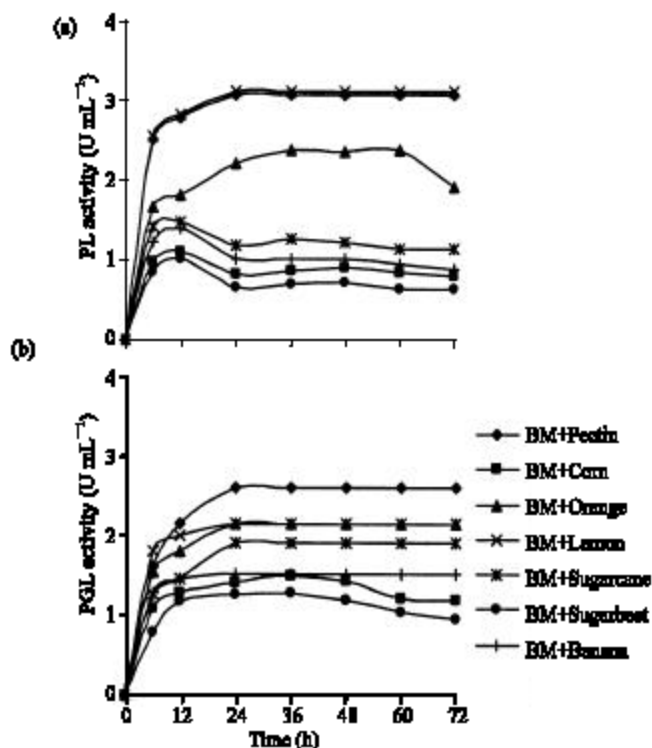 (a)
4
3
2
1
0
PL activity (U mL⁻¹)
(b)
4
3
2
1
0
PGL activity (U mL⁻¹)
0 12 24 36 48 60 72
Time (h)
BM+Pectin
BM+Corn
BM+Orange
BM+Lemon
BM+Sugarcane
BM+Sugarbeet
BM+Banana